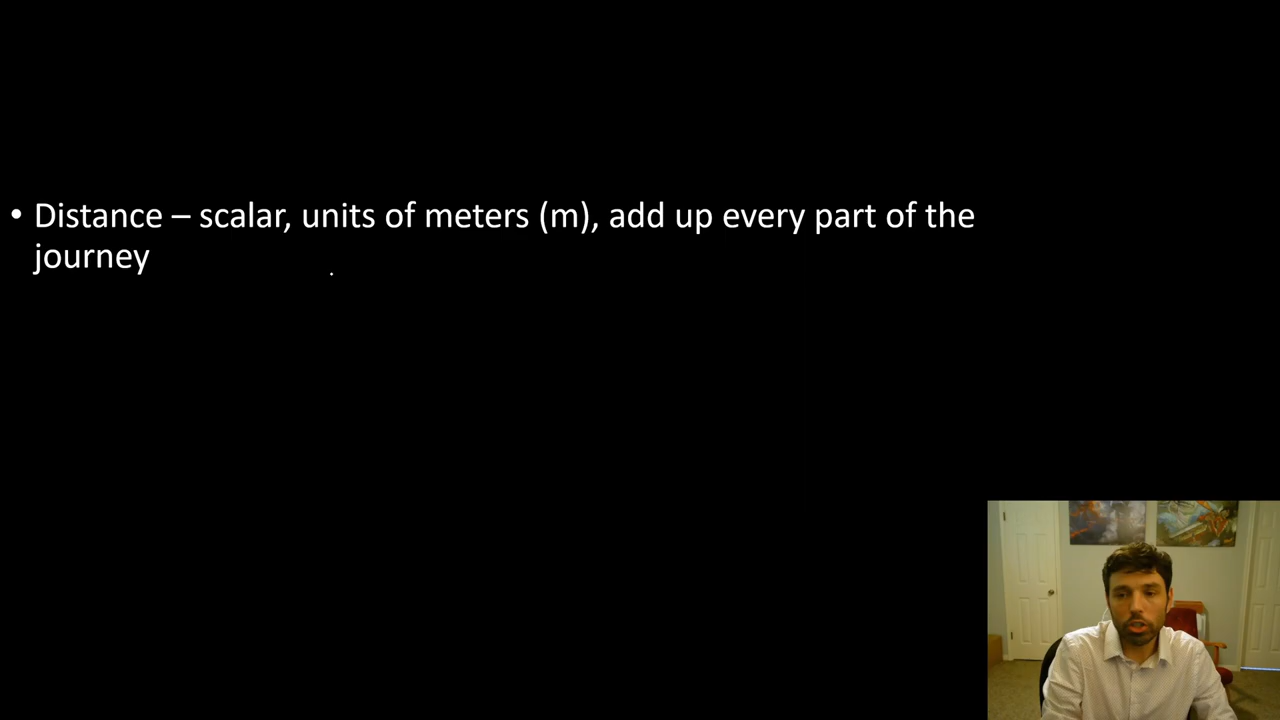 • Distance – scalar, units of meters (m), add up every part of the
journey